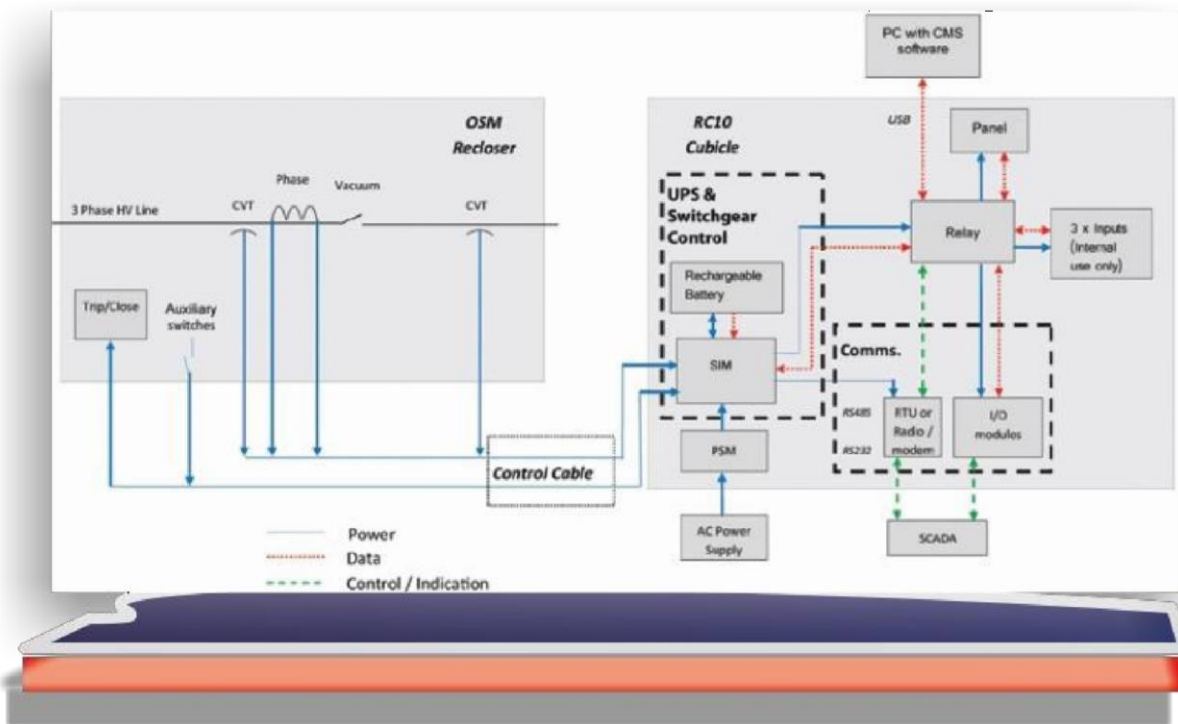 PC with CMS
software
OSM
Recloser
RC10
Cubicle
USB
Panel
Phase
Vacuum
3 Phase HV Line
CVT
CVT
UPS &
Switchgear
Control
Relay
3 x Inputs
(Internal
use only)
Rechargeable
Battery
Trip/Close
Auxiliary
switches
Comms.
SIM
RS485
RS232
RTU or
Radio /
modem
I/O
modulos
PSM
Control Cable
AC Power
Supply
SCADA
Power
Data
Control / Indication